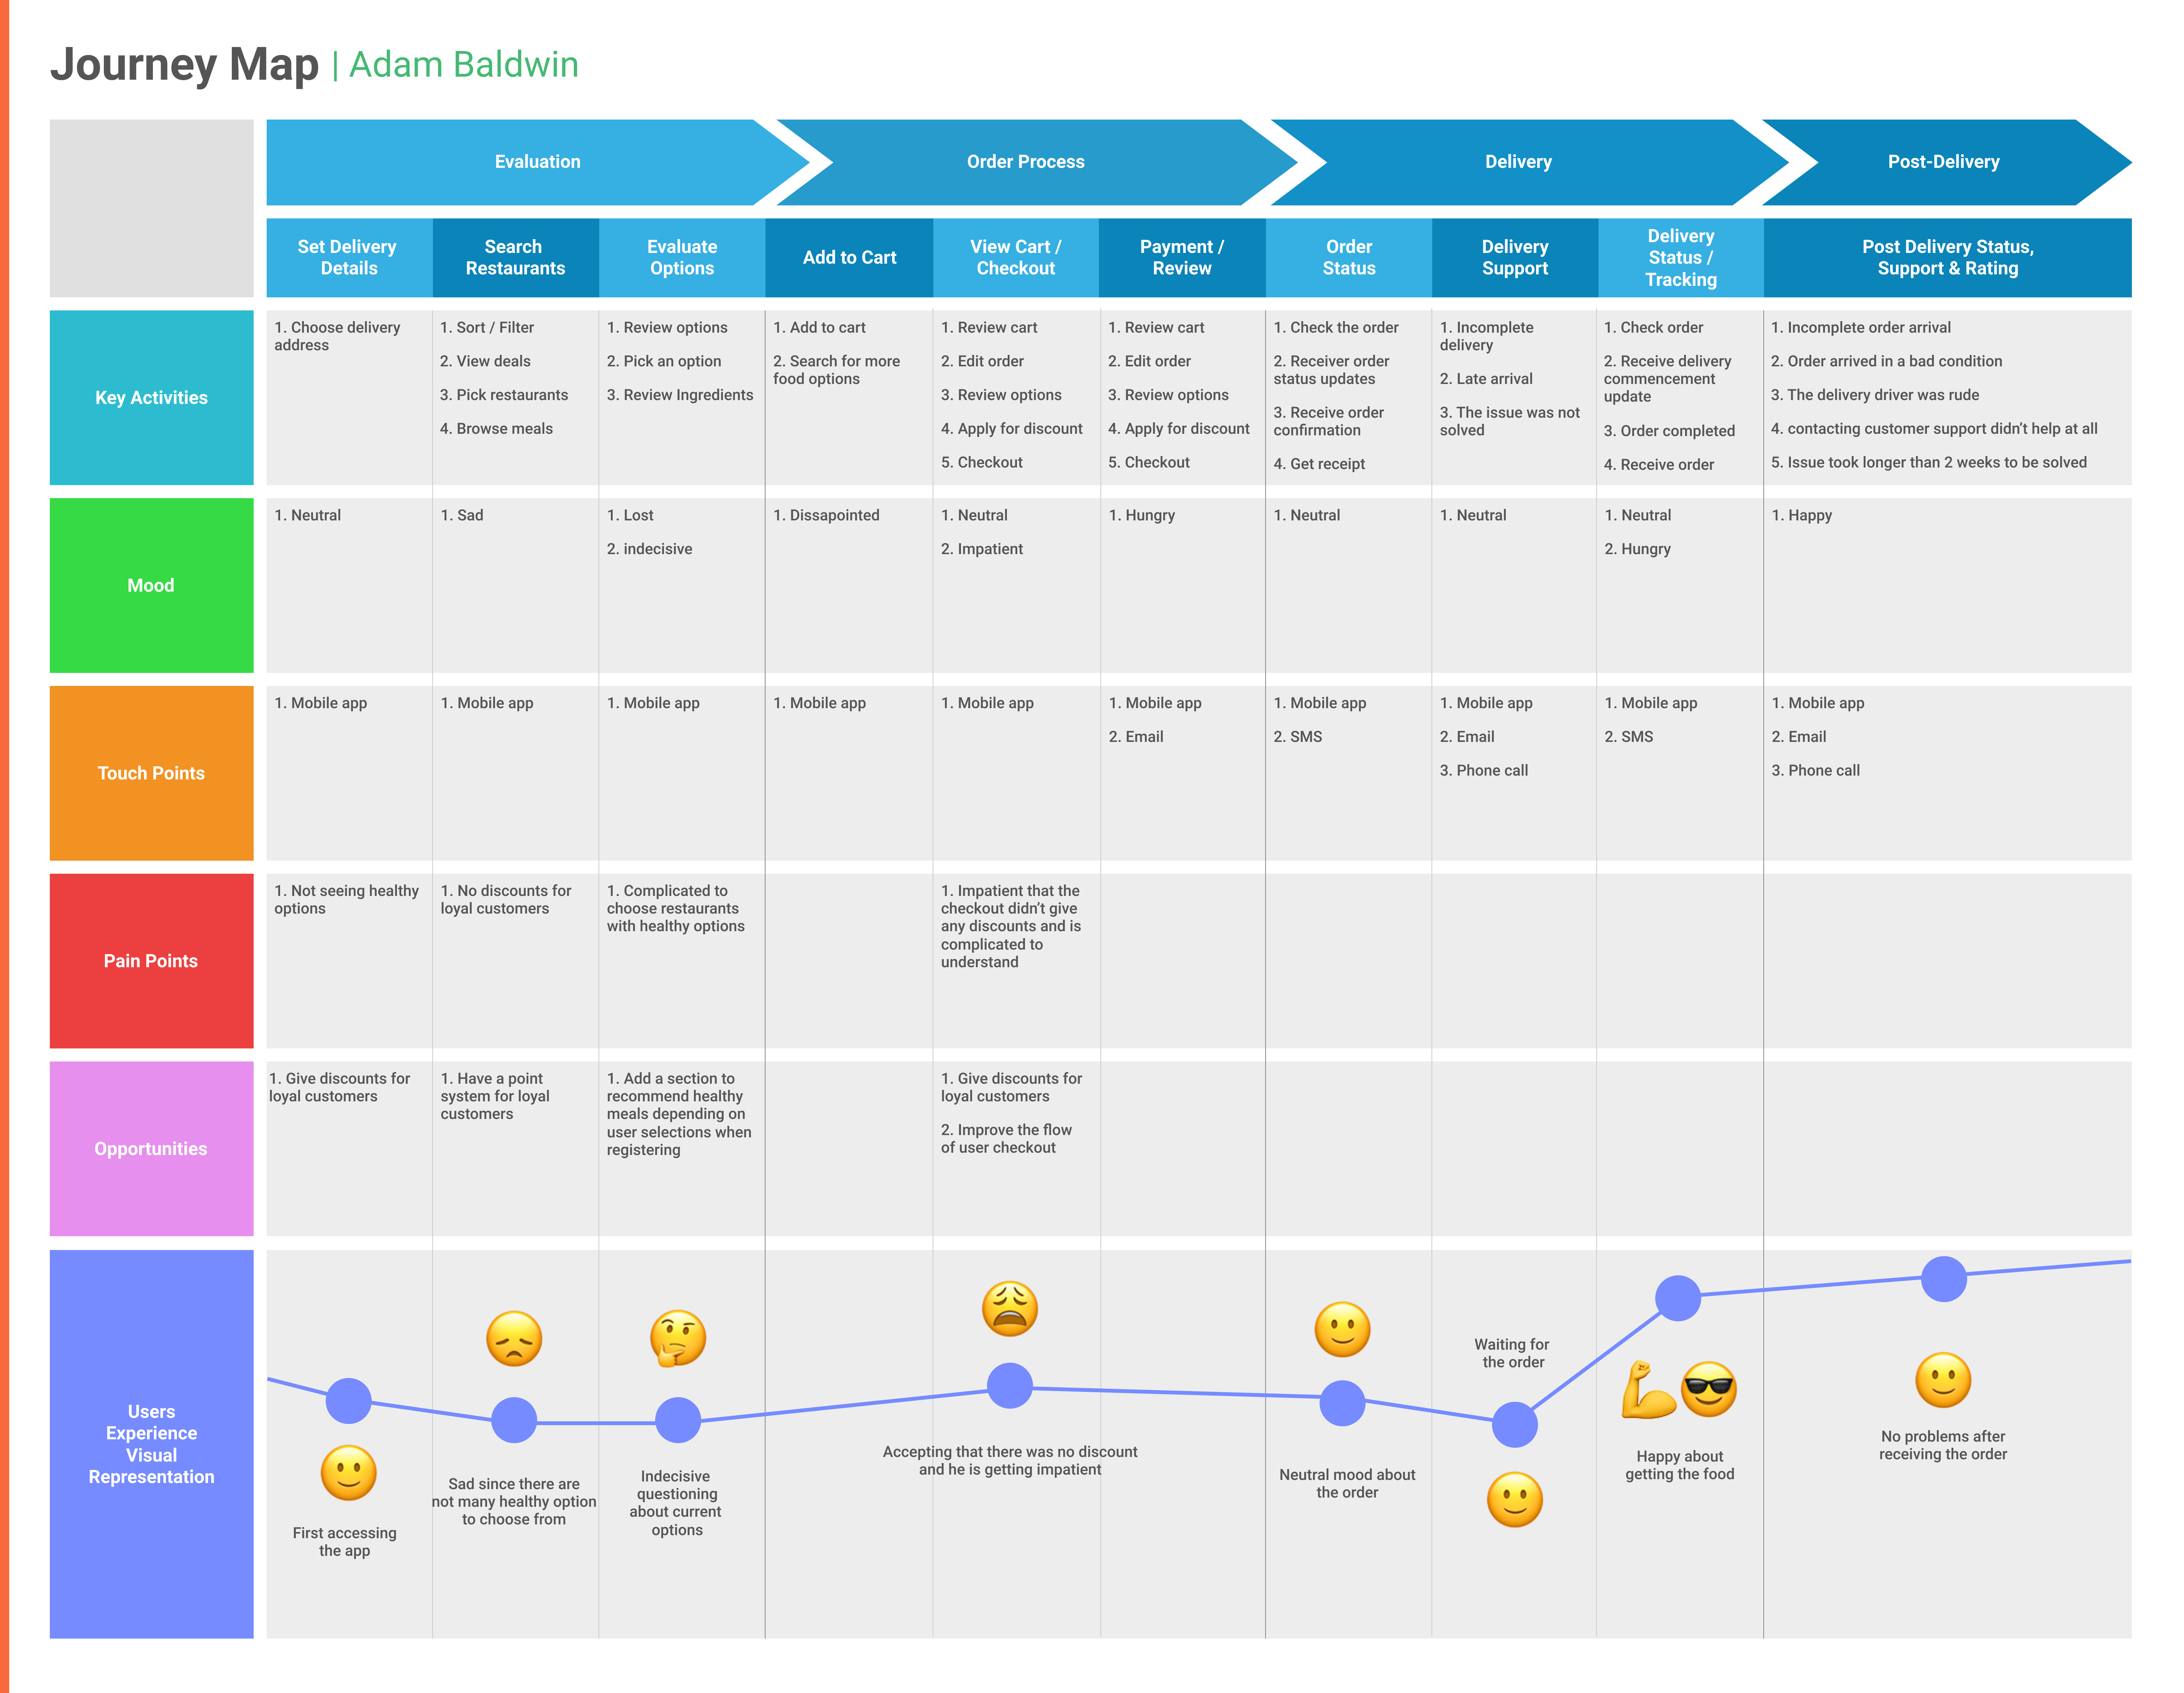 Journey Map | Adam Baldwin
Evaluation
Order Process
Delivery
Post-Delivery
Set Delivery
Details
Search
Restaurants
Evaluate
Options
Add to Cart
View Cart /
Checkout
Payment /
Review
Order
Status
Delivery
Support
Delivery
Status /
Tracking
Post Delivery Status,
Support & Rating
Key Activities
1. Choose delivery
address
1. Sort / Filter
2. View deals
3. Pick restaurants
4. Browse meals
1. Review options
2. Pick an option
3. Review Ingredients
1. Add to cart
2. Search for more
food options
1. Review cart
2. Edit order
3. Review options
4. Apply for discount
5. Checkout
1. Review cart
2. Edit order
3. Review options
4. Apply for discount
5. Checkout
1. Check the order
2. Receiver order
status updates
3. Receive order
confirmation
4. Get receipt
1. Incomplete
delivery
2. Late arrival
3. The issue was not
solved
1. Check order
2. Receive delivery
commencement
update
3. Order completed
4. Receive order
1. Incomplete order arrival
2. Order arrived in a bad condition
3. The delivery driver was rude
4. contacting customer support didn’t help at all
5. Issue took longer than 2 weeks to be solved
Mood
1. Neutral
1. Sad
1. Lost
2. indecisive
1. Dissapointed
1. Neutral
2. Impatient
1. Hungry
1. Neutral
1. Neutral
1. Neutral
2. Hungry
1. Happy
Touch Points
1. Mobile app
1. Mobile app
1. Mobile app
1. Mobile app
1. Mobile app
1. Mobile app
2. Email
1. Mobile app
2. SMS
1. Mobile app
2. Email
3. Phone call
1. Mobile app
2. SMS
1. Mobile app
2. Email
3. Phone call
Pain Points
1. Not seeing healthy
options
1. No discounts for
loyal customers
1. Complicated to
choose restaurants
with healthy options
1. Impatient that the
checkout didn’t give
any discounts and is
complicated to
understand
Opportunities
1. Give discounts for
loyal customers
1. Have a point
system for loyal
customers
1. Add a section to
recommend healthy
meals depending on
user selections when
registering
1. Give discounts for
loyal customers
2. Improve the flow
of user checkout
Users
Experience
Visual
Representation
First accessing
the app
Sad since there are
not many healthy option
to choose from
Indecisive
questioning
about current
options
Accepting that there was no discount
and he is getting impatient
Neutral mood about
the order
Waiting for
the order
Happy about
getting the food
No problems after
receiving the order